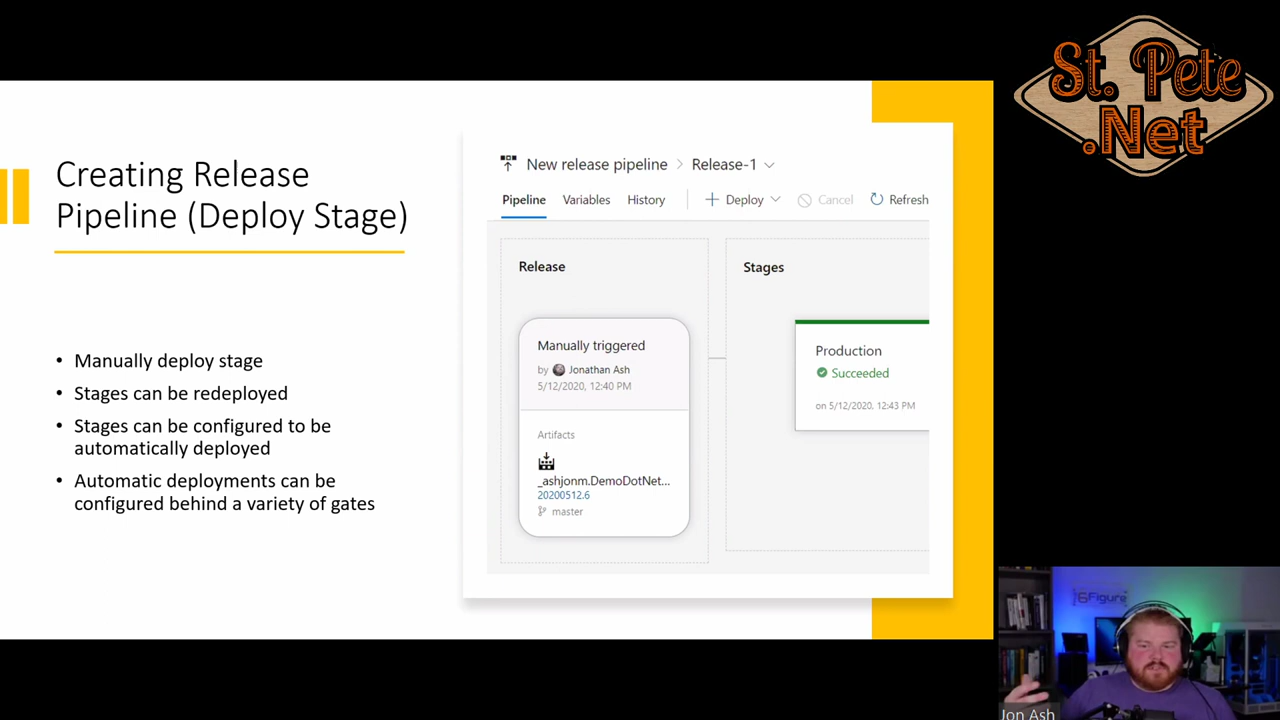 St. Pete
.Net
Creating Release
Pipeline (Deploy Stage)
• Manually deploy stage
• Stages can be redeployed
• Stages can be configured to be
automatically deployed
• Automatic deployments can be
configured behind a variety of gates
New release pipeline > Release-1
Pipeline Variables History + Deploy Cancel Refresh
Release
Stages
Manually triggered
by Jonathan Ash
5/12/2020, 12:40 PM
Artifacts
_ashjonm.DemoDotNet...
20200512.6
master
Production
Succeeded
on 5/12/2020, 12:43 PM
6Figure
Jon Ash